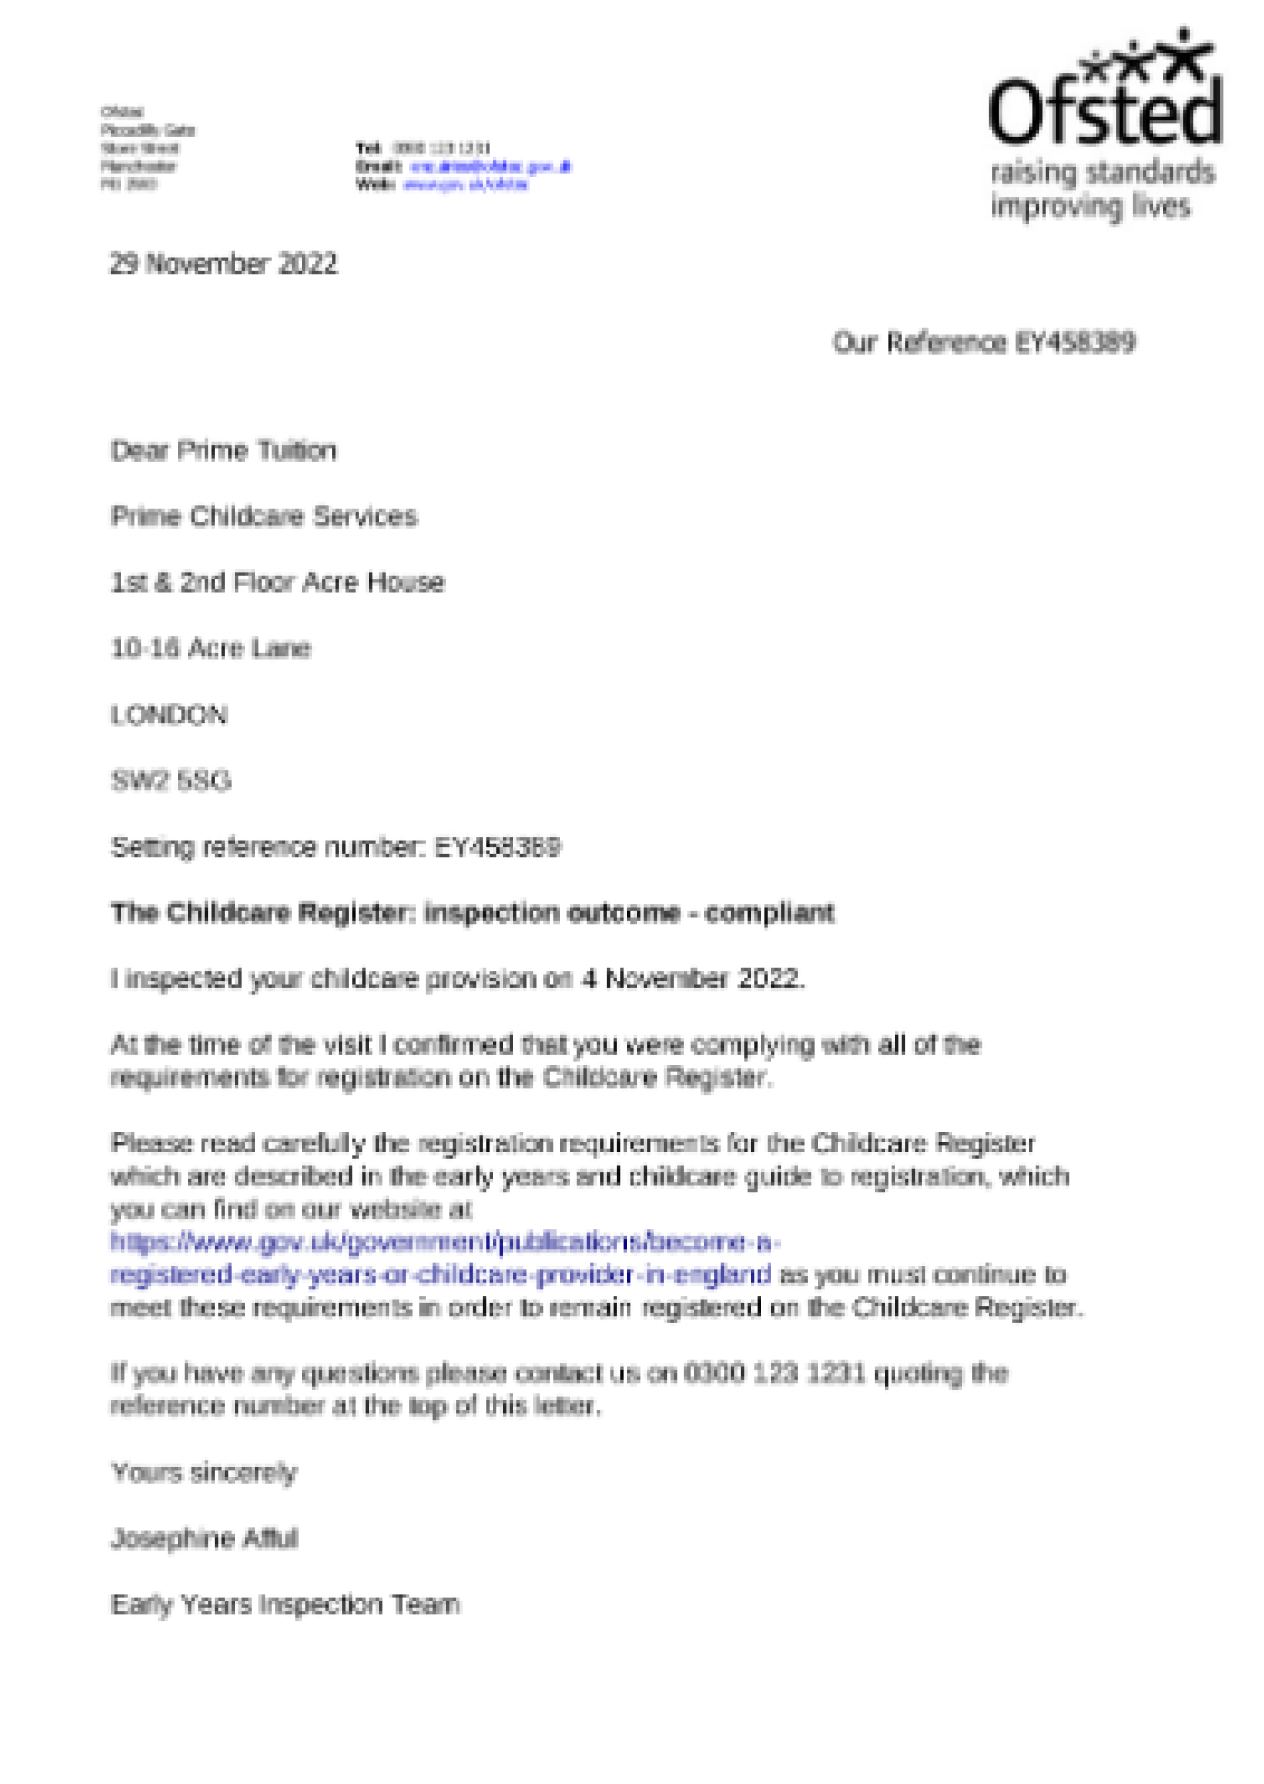 Ofsted
raising standards
improving lives
Ofsted
Piccadilly Gate
Store Street
Manchester
Tel: 0300 123 1231
Email:
Web:
29 November 2022
Our Reference EY458389
Dear Prime Tuition
Prime Childcare Services
1st & 2nd Floor Acre House
10-16 Acre Lane
LONDON
SW2 5SG
Setting reference number: EY458389
The Childcare Register: inspection outcome - compliant
I inspected your childcare provision on 4 November 2022.
At the time of the visit I confirmed that you were complying with all of the
requirements for registration on the Childcare Register.
Please read carefully the registration requirements for the Childcare Register
which are described in the early years and childcare guide to registration, which
you can find on our website at
https://www.gov.uk/government/publications/become-a-
registered-early-years-or-childcare-provider-in-england as you must continue to
meet these requirements in order to remain registered on the Childcare Register.
If you have any questions please contact us on 0300 123 1231 quoting the
reference number at the top of this letter.
Yours sincerely
Josephine Afful
Early Years Inspection Team